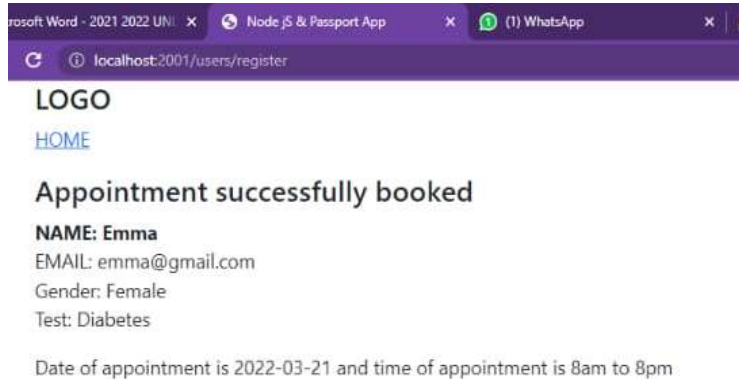 rosoft Word - 2021 2022 UNI
Node jS & Passport App
(1) WhatsApp
localhost:2001/users/register
LOGO
HOME
Appointment successfully booked
NAME: Emma
EMAIL: emma@gmail.com
Gender: Female
Test: Diabetes
Date of appointment is 2022-03-21 and time of appointment is 8am to 8pm